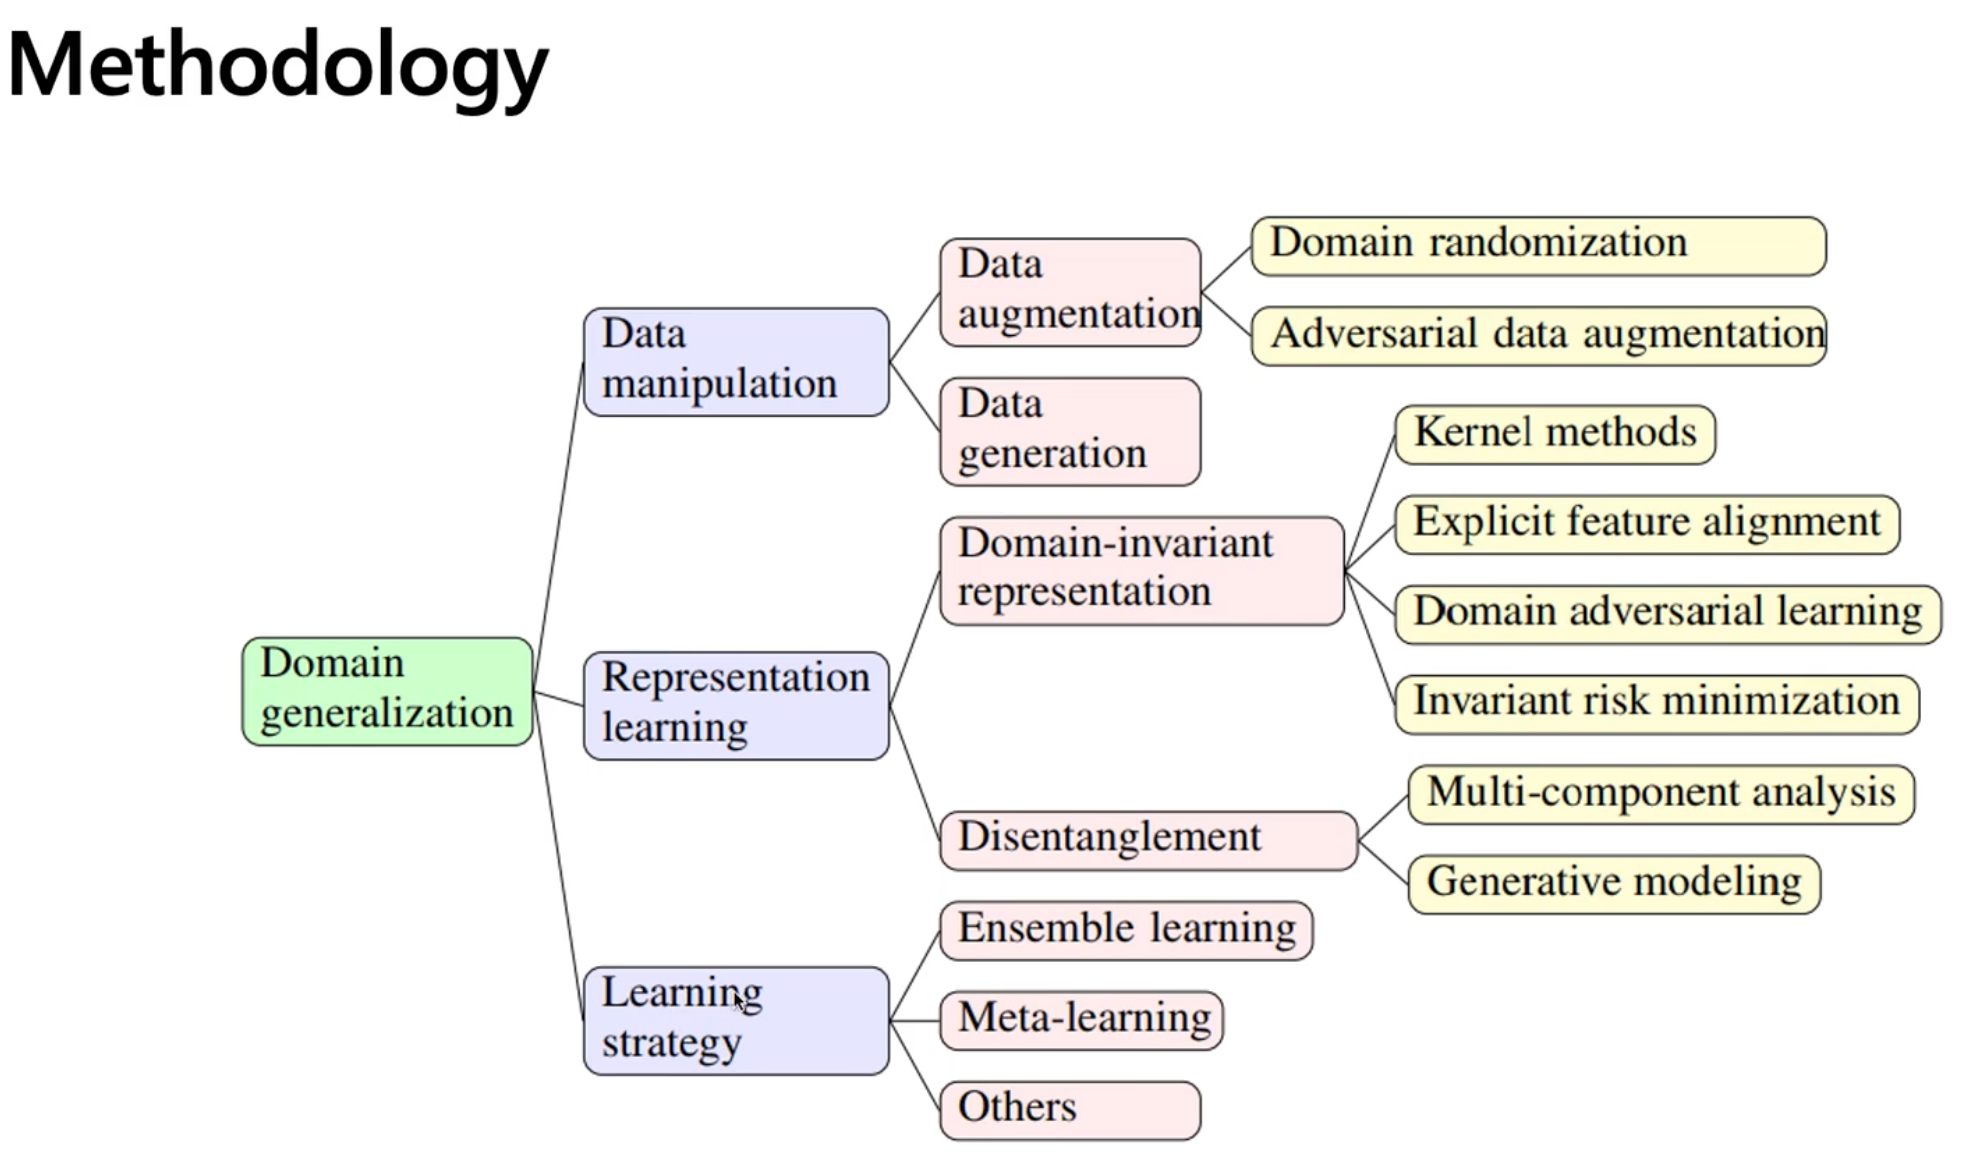 Methodology
Domain
generalization
Data
manipulation
Data
augmentation
Domain randomization
Adversarial data augmentation
Data
generation
Representation
learning
Domain-invariant
representation
Kernel methods
Explicit feature alignment
Domain adversarial learning
Invariant risk minimization
Disentanglement
Multi-component analysis
Generative modeling
Learning
strategy
Ensemble learning
Meta-learning
Others